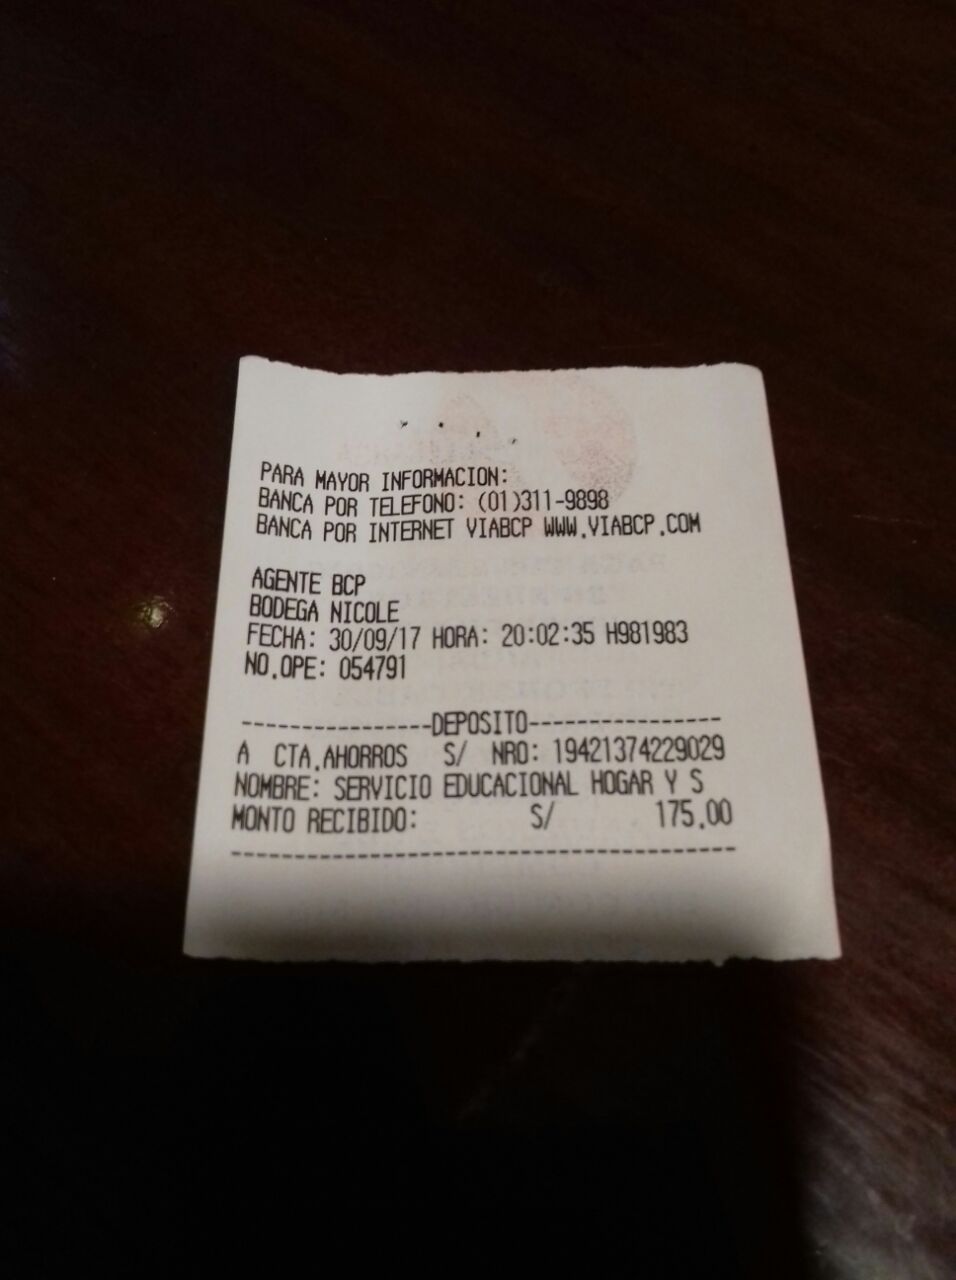 PARA MAYOR INFORMACION:
BANCA POR TELEFONO: (01)311-9898
BANCA POR INTERNET VIABCP WWW.VIABCP.COM
AGENTE BCP
BODEGA NICOLE
FECHA: 30/09/17 HORA: 20:02:35 H981983
NO.OPE: 054791
---------------DEPOSITO---------------
A CTA.AHORROS S/ NRO: 19421374229029
NOMBRE: SERVICIO EDUCACIONAL HOGAR Y S
MONTO RECIBIDO: S/ 175.00
----------------------------------------